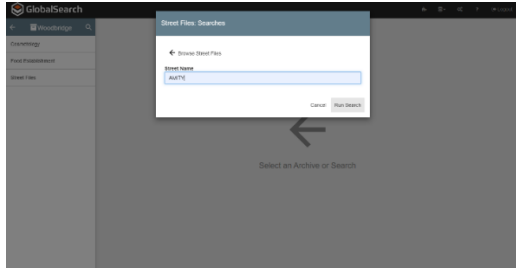 GlobalSearch
Woodbridge
Cosmetology
Food Establishment
Street Files
Street Files: Searches
Browse Street Files
Street Name
AMITY
Cancel Run Search
Select an Archive or Search